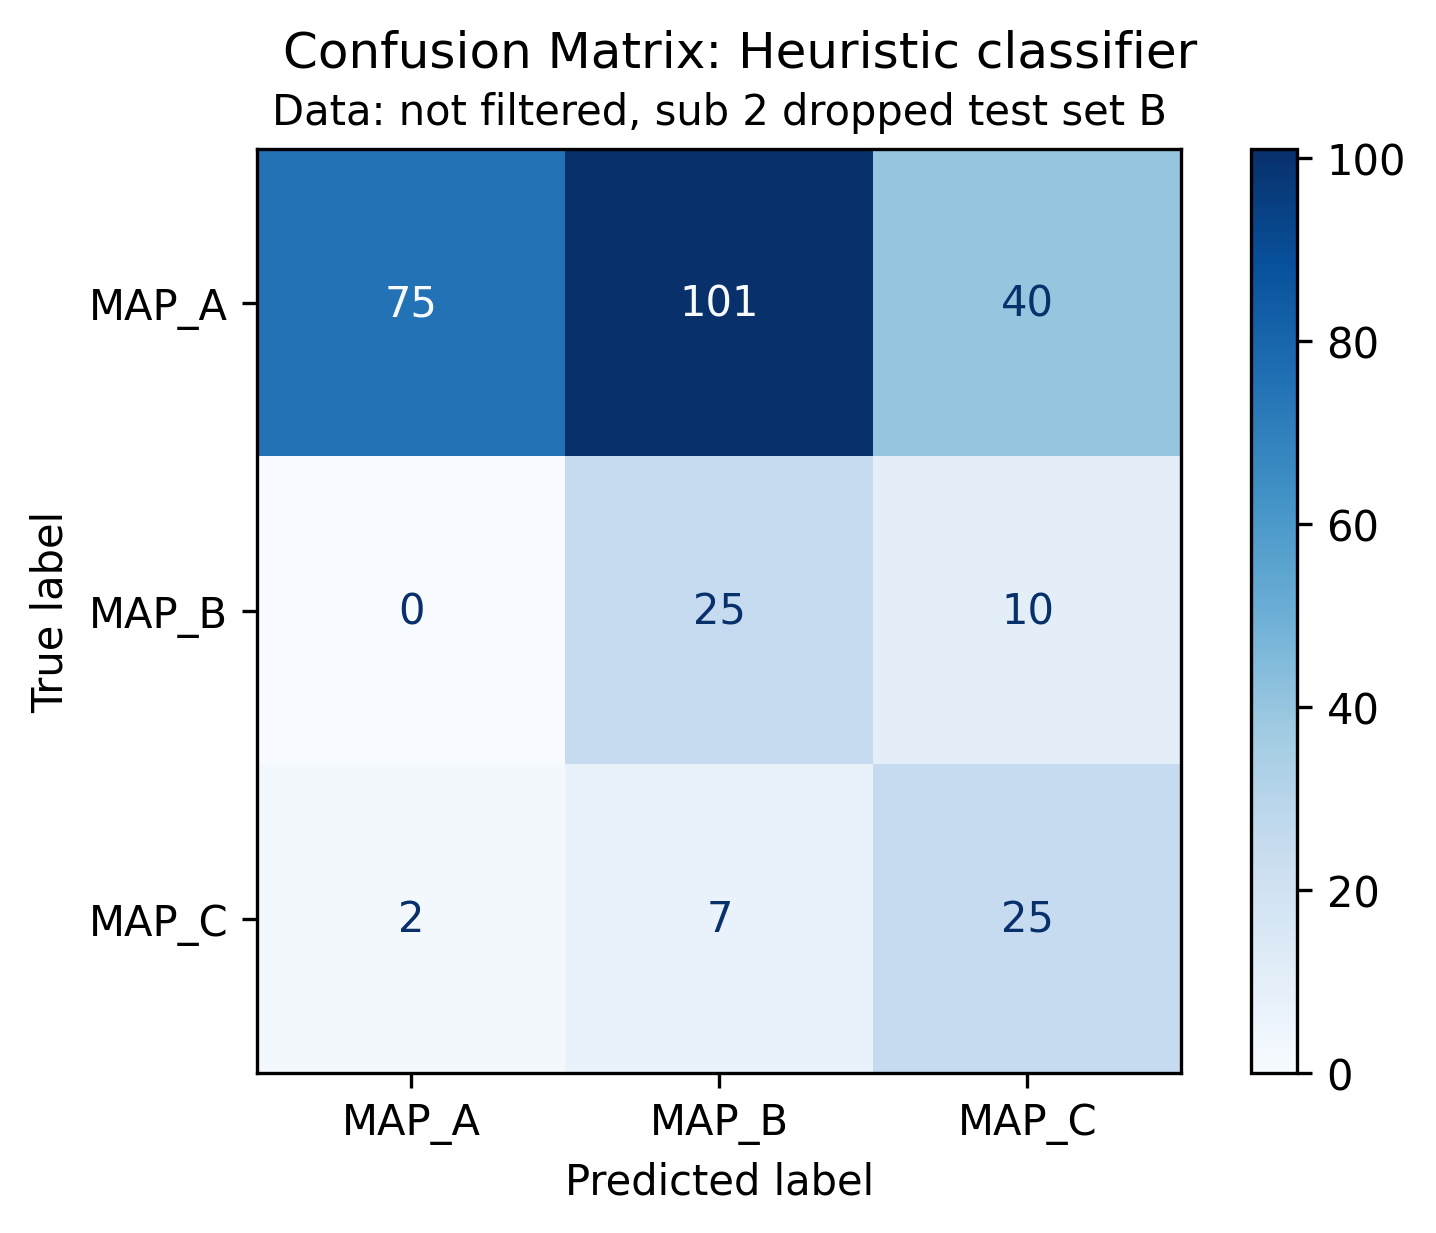 Confusion Matrix: Heuristic classifier
Data: not filtered, sub 2 dropped test set B
True label
MAP_A
75 101 40
MAP_B
0 25 10
MAP_C
2 7 25
MAP_A MAP_B MAP_C
Predicted label
100
80
60
40
20
0